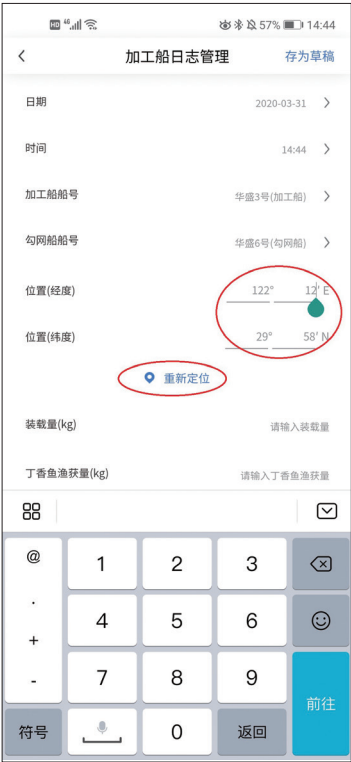 HD 4G 57% 14:44
加工船日志管理 存为草稿
日期 2020-03-31
时间 14:44
加工船船号 华盛3号(加工船)
勾网船船号 华盛6号(勾网船)
位置(经度) 122° 12′ E
位置(纬度) 29° 58′ N
重新定位
装载量(kg) 请输入装载量
丁香鱼渔获量(kg) 请输入丁香鱼渔获量
@ 1 2 3
. 4 5 6
+
- 7 8 9 前往
符号 0 返回